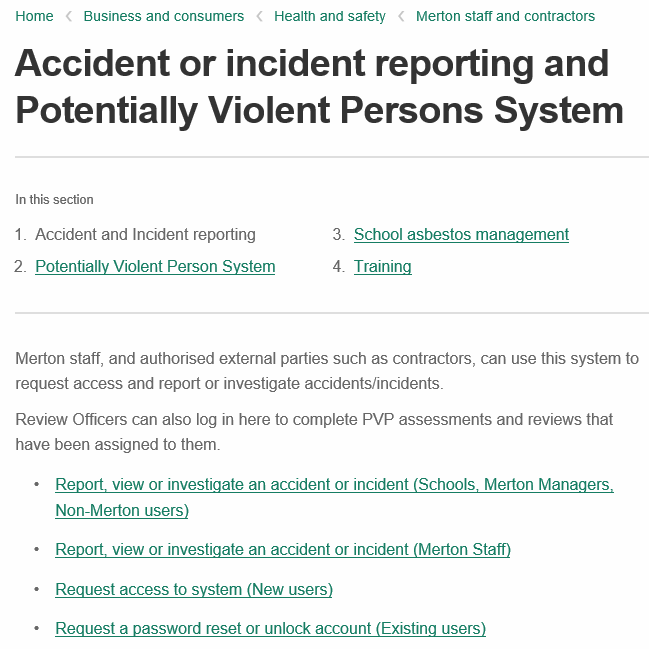 Home Business and consumers Health and safety Merton staff and contractors
Accident or incident reporting and
Potentially Violent Persons System
In this section
1. Accident and Incident reporting
2. Potentially Violent Person System
3. School asbestos management
4. Training
Merton staff, and authorised external parties such as contractors, can use this system to
request access and report or investigate accidents/incidents.
Review Officers can also log in here to complete PVP assessments and reviews that
have been assigned to them.
• Report, view or investigate an accident or incident (Schools, Merton Managers,
Non-Merton users)
• Report, view or investigate an accident or incident (Merton Staff)
• Request access to system (New users)
• Request a password reset or unlock account (Existing users)